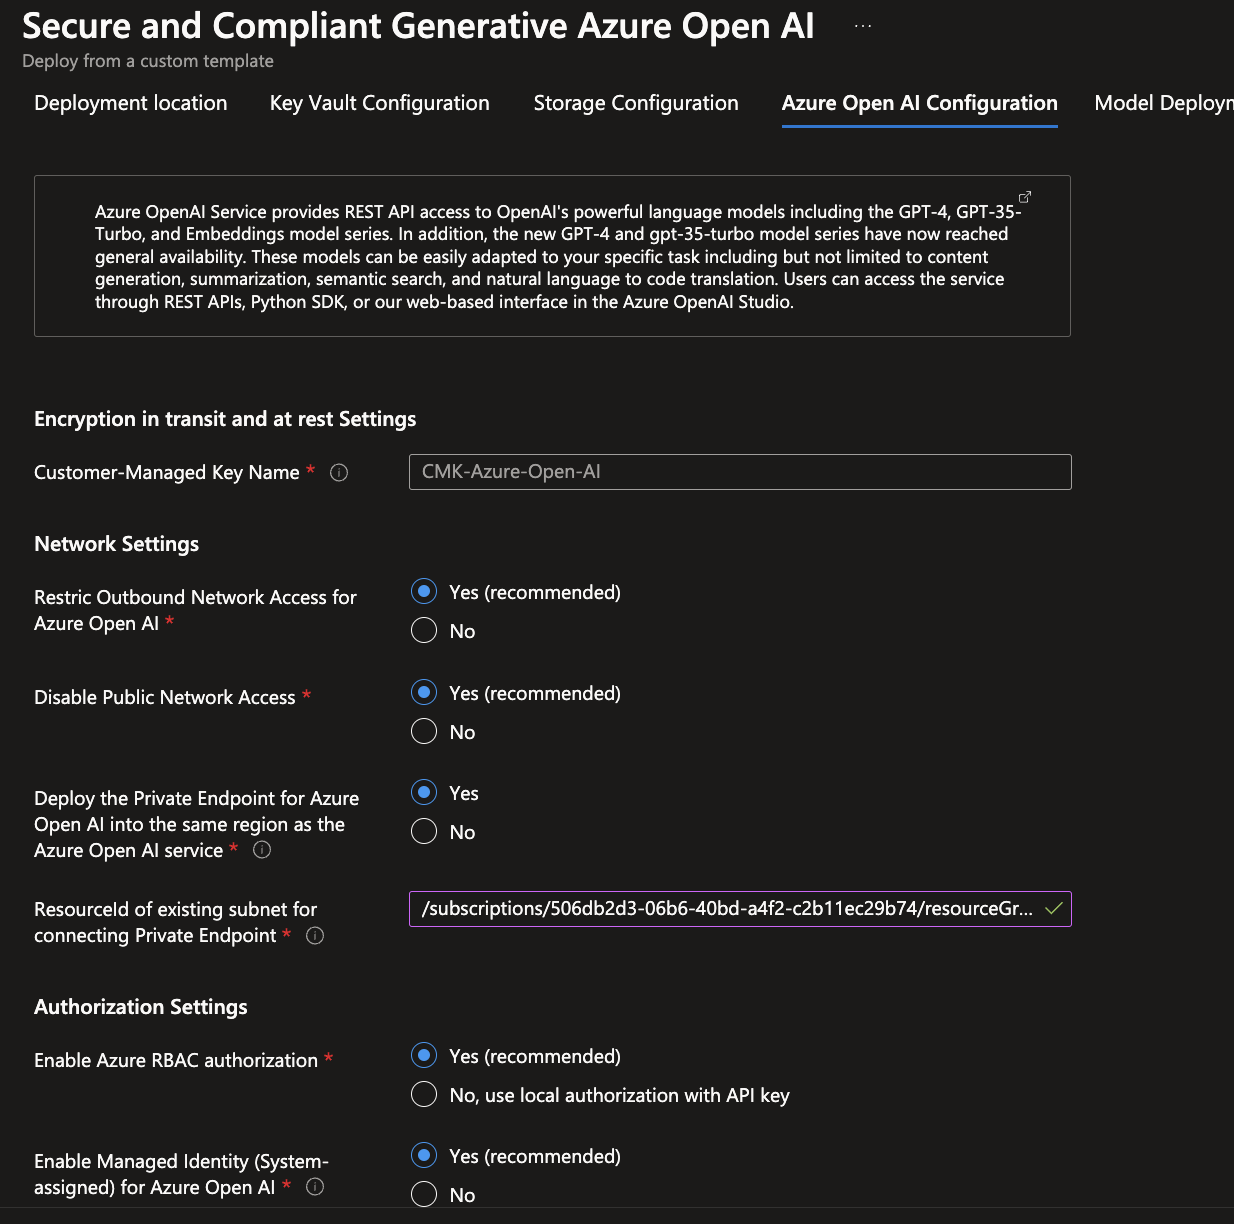 Secure and Compliant Generative Azure Open AI ...
Deploy from a custom template
Deployment location Key Vault Configuration Storage Configuration Azure Open AI Configuration Model Deploym
Azure OpenAI Service provides REST API access to OpenAI's powerful language models including the GPT-4, GPT-35-
Turbo, and Embeddings model series. In addition, the new GPT-4 and gpt-35-turbo model series have now reached
general availability. These models can be easily adapted to your specific task including but not limited to content
generation, summarization, semantic search, and natural language to code translation. Users can access the service
through REST APIs, Python SDK, or our web-based interface in the Azure OpenAI Studio.
Encryption in transit and at rest Settings
Customer-Managed Key Name *
CMK-Azure-Open-AI
Network Settings
Restric Outbound Network Access for
Azure Open AI *
Yes (recommended)
No
Disable Public Network Access *
Yes (recommended)
No
Deploy the Private Endpoint for Azure
Open AI into the same region as the
Azure Open AI service *
Yes
No
ResourceId of existing subnet for
connecting Private Endpoint *
/subscriptions/506db2d3-06b6-40bd-a4f2-c2b11ec29b74/resourceGr...
Authorization Settings
Enable Azure RBAC authorization *
Yes (recommended)
No, use local authorization with API key
Enable Managed Identity (System-
assigned) for Azure Open AI *
Yes (recommended)
No